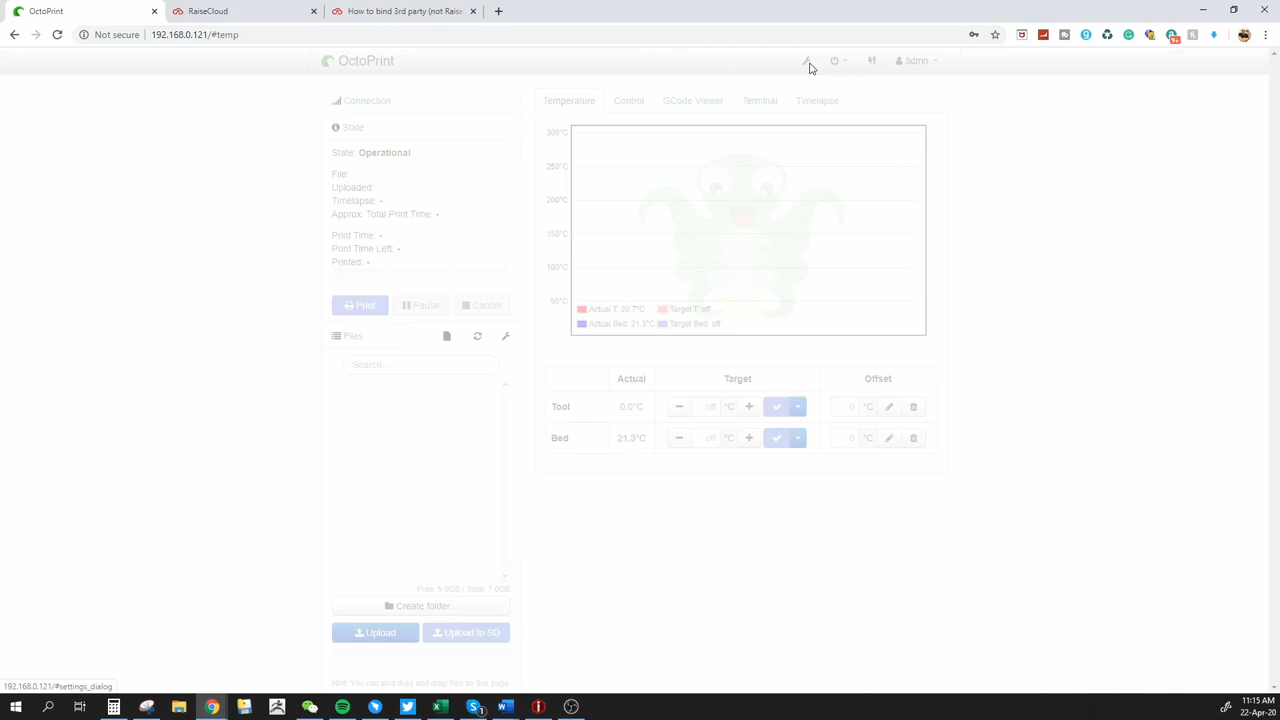 OctoPrint
RaiseCloud
How to bind 3rd party (not Raise
Not secure | 192.168.0.121/#temp
9+
OctoPrint
3dmn
Connection
State
State: Operational
File:
Uploaded:
Timelapse: -
Approx. Total Print Time: -
Print Time: -
Print Time Left: -
Printed: -
Print
Pause
Cancel
Files
Search...
Free: 5.6GB / Total: 7.0GB
Create folder...
Upload
Upload to SD
Hint: You can also drag and drop files on this page
Temperature
Control
GCode Viewer
Terminal
Timelapse
300°C
250°C
200°C
150°C
100°C
50°C
Actual T: 20.7°C
Target T: off
Actual Bed: 21.3°C
Target Bed: off
Actual
Target
Offset
Tool
0.0°C
off
°C
0
°C
Bed
21.3°C
off
°C
0
°C
192.168.0.121/#settings_dialog
11:15 AM
22-Apr-20